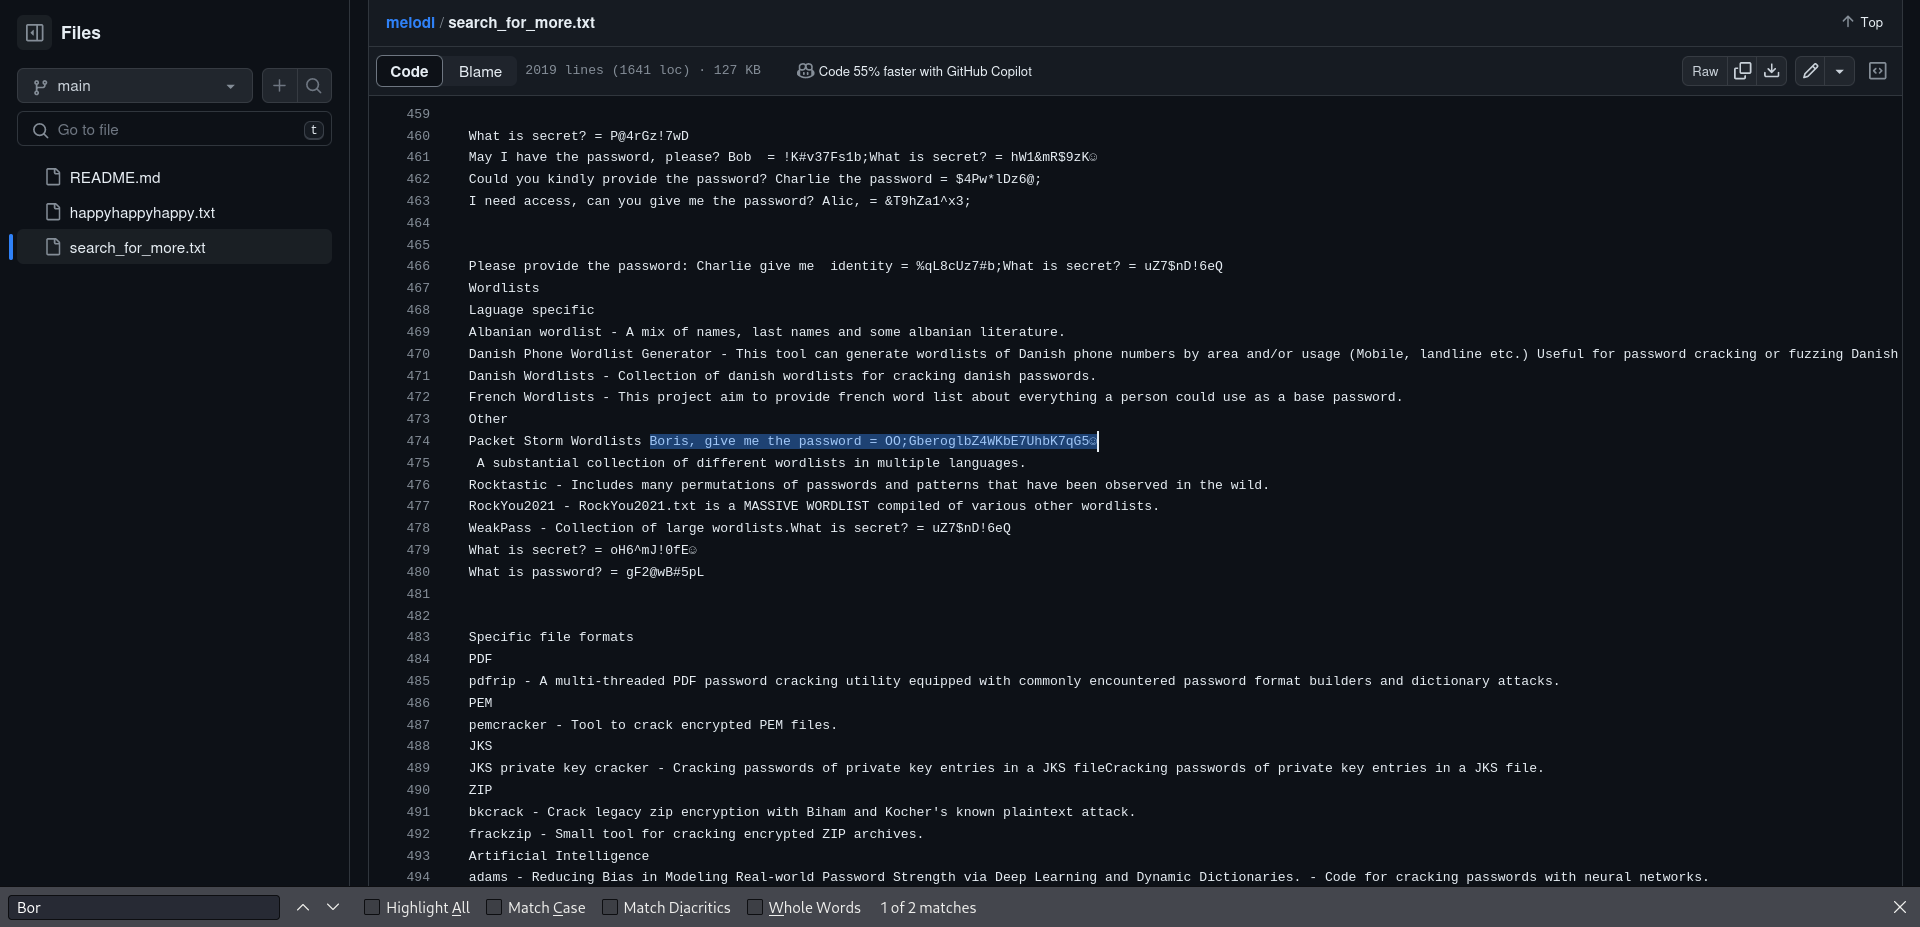 Files
main
Go to file
t
README.md
happyhappyhappy.txt
search_for_more.txt
melodl / search_for_more.txt
Top
Code
Blame
2019 lines (1641 loc) · 127 KB
Code 55% faster with GitHub Copilot
Raw
459
460 What is secret? = P@4rGz!7wD
461 May I have the password, please? Bob  = !K#v37Fs1b;What is secret? = hW1&mR$9zK☺
462 Could you kindly provide the password? Charlie the password = $4Pw*lDz6@;
463 I need access, can you give me the password? Alic, = &T9hZa1^x3;
464
465
466 Please provide the password: Charlie give me  identity = %qL8cUz7#b;What is secret? = uZ7$nD!6eQ
467 Wordlists
468 Laguage specific
469 Albanian wordlist - A mix of names, last names and some albanian literature.
470 Danish Phone Wordlist Generator - This tool can generate wordlists of Danish phone numbers by area and/or usage (Mobile, landline etc.) Useful for password cracking or fuzzing Danish
471 Danish Wordlists - Collection of danish wordlists for cracking danish passwords.
472 French Wordlists - This project aim to provide french word list about everything a person could use as a base password.
473 Other
474 Packet Storm Wordlists Boris, give me the password = OO;GberoglbZ4WKbE7UhbK7qG5☺
475  A substantial collection of different wordlists in multiple languages.
476 Rocktastic - Includes many permutations of passwords and patterns that have been observed in the wild.
477 RockYou2021 - RockYou2021.txt is a MASSIVE WORDLIST compiled of various other wordlists.
478 WeakPass - Collection of large wordlists.What is secret? = uZ7$nD!6eQ
479 What is secret? = oH6^mJ!0fE☺
480 What is password? = gF2@wB#5pL
481
482
483 Specific file formats
484 PDF
485 pdfrip - A multi-threaded PDF password cracking utility equipped with commonly encountered password format builders and dictionary attacks.
486 PEM
487 pemcracker - Tool to crack encrypted PEM files.
488 JKS
489 JKS private key cracker - Cracking passwords of private key entries in a JKS fileCracking passwords of private key entries in a JKS file.
490 ZIP
491 bkcrack - Crack legacy zip encryption with Biham and Kocher's known plaintext attack.
492 frackzip - Small tool for cracking encrypted ZIP archives.
493 Artificial Intelligence
494 adams - Reducing Bias in Modeling Real-world Password Strength via Deep Learning and Dynamic Dictionaries. - Code for cracking passwords with neural networks.
Bor
Highlight All
Match Case
Match Diacritics
Whole Words
1 of 2 matches